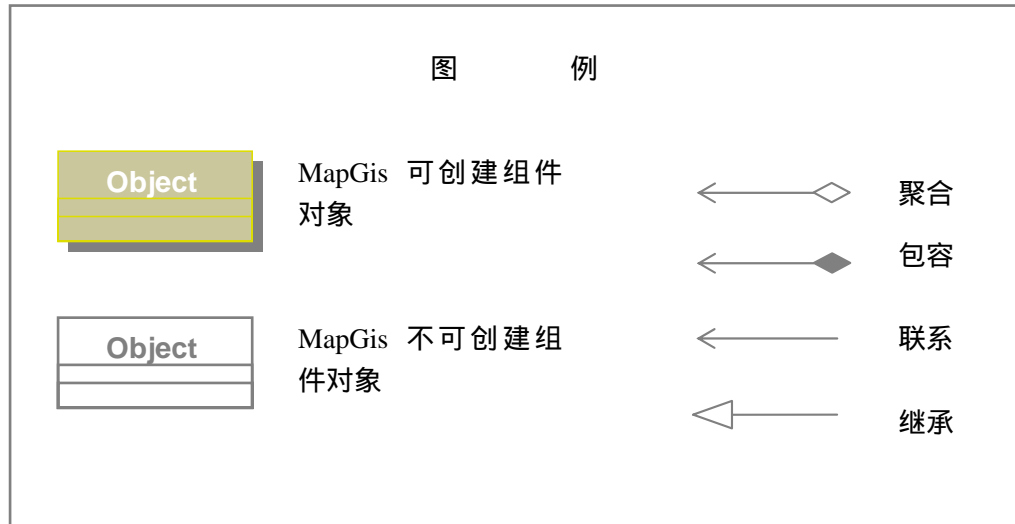 图 例
Object
MapGis 可创建组件
对象
聚合
包容
Object
MapGis 不可创建组
件对象
联系
继承